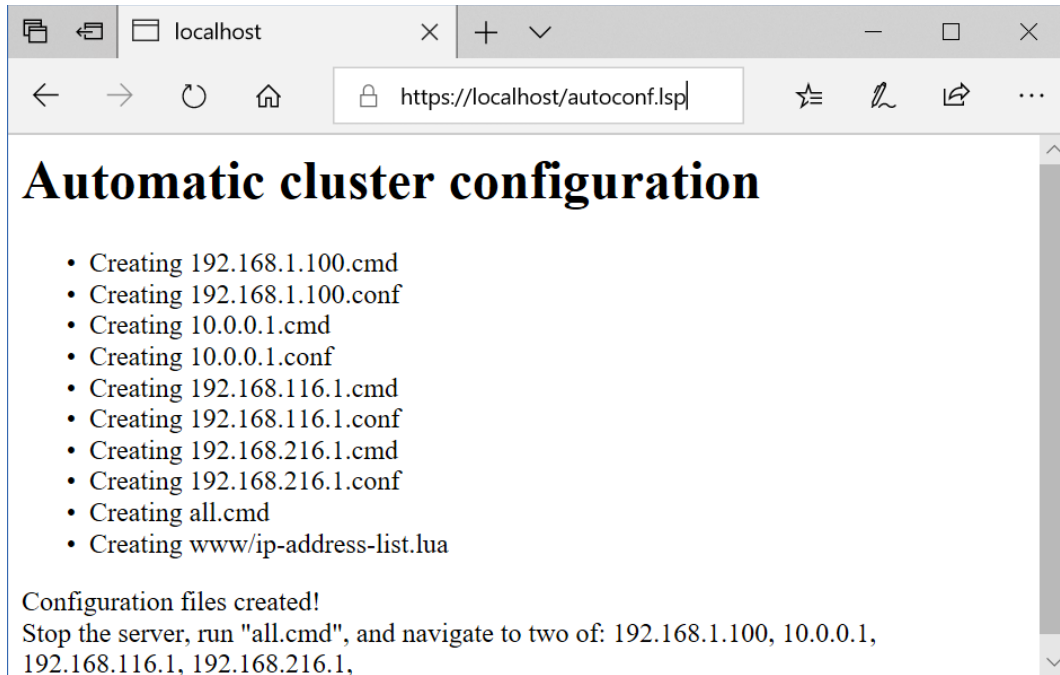 localhost
https://localhost/autoconf.lsp
Automatic cluster configuration
• Creating 192.168.1.100.cmd
• Creating 192.168.1.100.conf
• Creating 10.0.0.1.cmd
• Creating 10.0.0.1.conf
• Creating 192.168.116.1.cmd
• Creating 192.168.116.1.conf
• Creating 192.168.216.1.cmd
• Creating 192.168.216.1.conf
• Creating all.cmd
• Creating www/ip-address-list.lua
Configuration files created!
Stop the server, run "all.cmd", and navigate to two of: 192.168.1.100, 10.0.0.1,
192.168.116.1, 192.168.216.1,